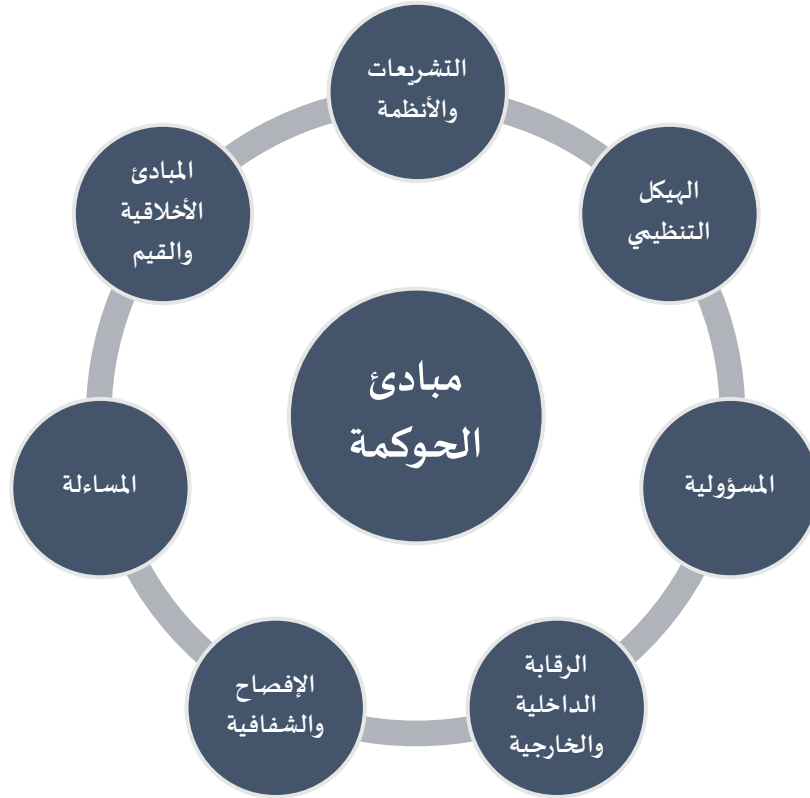 مبادئ
الحوكمة
التشريعات
والأنظمة
الهيكل
التنظيمي
المسؤولية
الرقابة
الداخلية
والخارجية
الإفصاح
والشفافية
المساءلة
المبادئ
الأخلاقية
والقيم